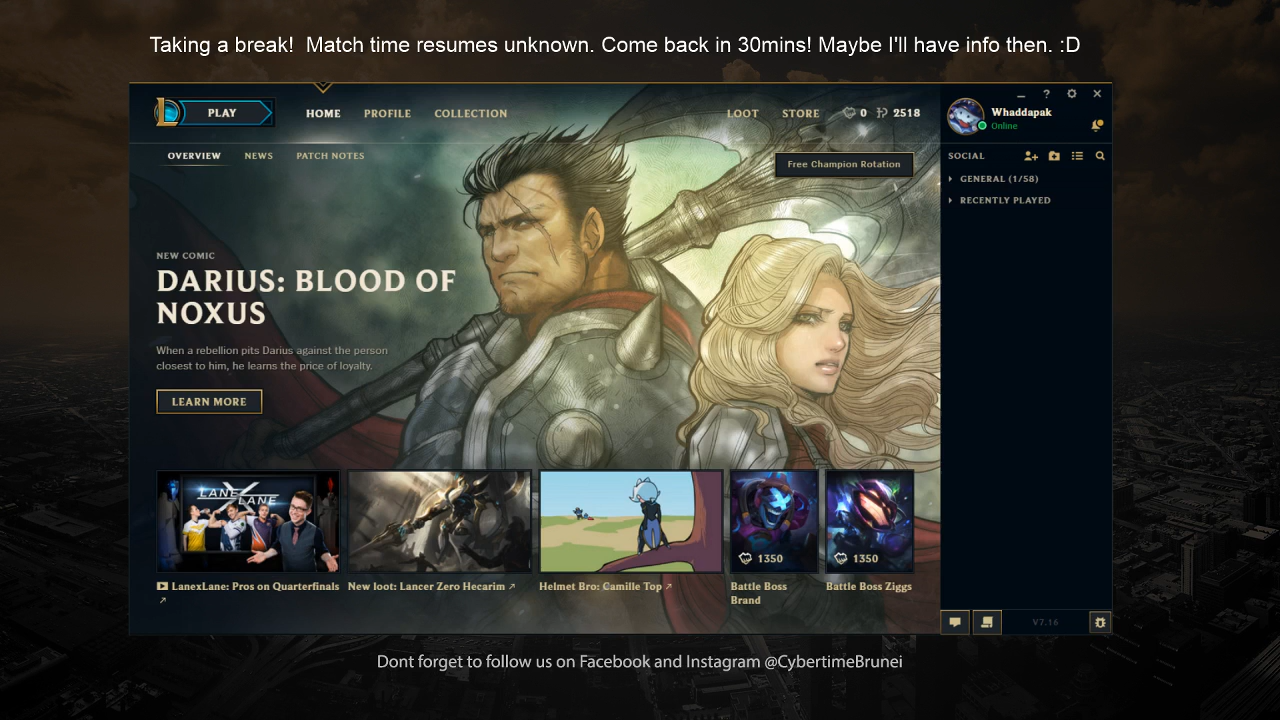 Taking a break!  Match time resumes unknown. Come back in 30mins! Maybe I'll have info then. :D
PLAY
HOME
PROFILE
COLLECTION
LOOT
STORE
0
2518
?
Whaddapak
Online
OVERVIEW
NEWS
PATCH NOTES
Free Champion Rotation
SOCIAL
GENERAL (1/58)
RECENTLY PLAYED
NEW COMIC
DARIUS: BLOOD OF
NOXUS
When a rebellion pits Darius against the person
closest to him, he learns the price of loyalty.
LEARN MORE
LANE
LANE
1350
1350
LanexLane: Pros on Quarterfinals
New loot: Lancer Zero Hecarim
Helmet Bro: Camille Top
Battle Boss
Brand
Battle Boss Ziggs
V7.16
Dont forget to follow us on Facebook and Instagram @CybertimeBrunei